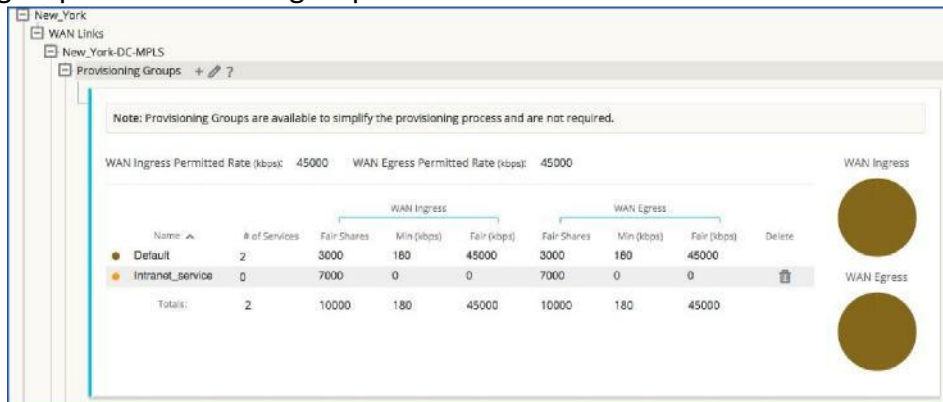 New_York
WAN Links
New_York-DC-MPLS
Provisioning Groups + ?
Note: Provisioning Groups are available to simplify the provisioning process and are not required.
WAN Ingress Permitted Rate (kbps): 45000 WAN Egress Permitted Rate (kbps): 45000 WAN Ingress
WAN Ingress WAN Egress
Name # of Services Fair Shares Min (kbps) Fair (kbps) Fair Shares Min (kbps) Fair (kbps) Delete
Default 2 3000 180 45000 3000 180 45000
Intranet_service 0 7000 0 0 7000 0 0 WAN Egress
Totals: 2 10000 180 45000 10000 180 45000